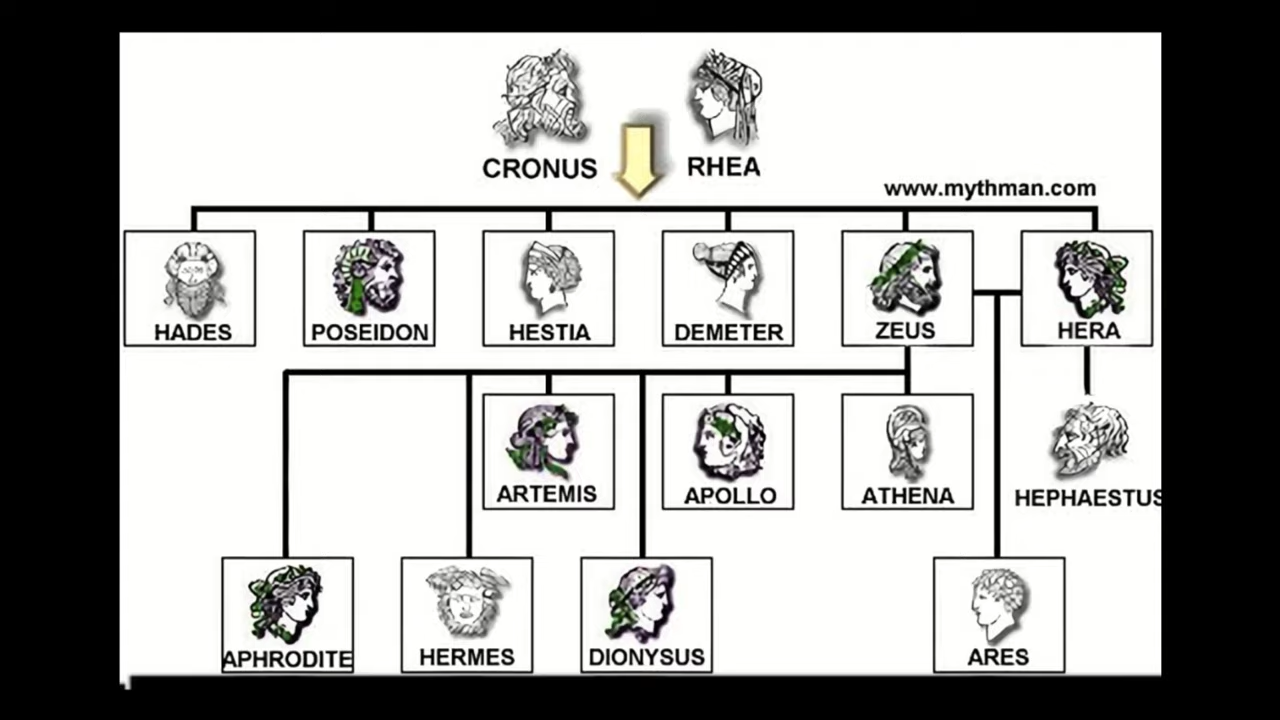 CRONUS
RHEA
www.mythman.com
HADES
POSEIDON
HESTIA
DEMETER
ZEUS
HERA
ARTEMIS
APOLLO
ATHENA
HEPHAESTUS
APHRODITE
HERMES
DIONYSUS
ARES